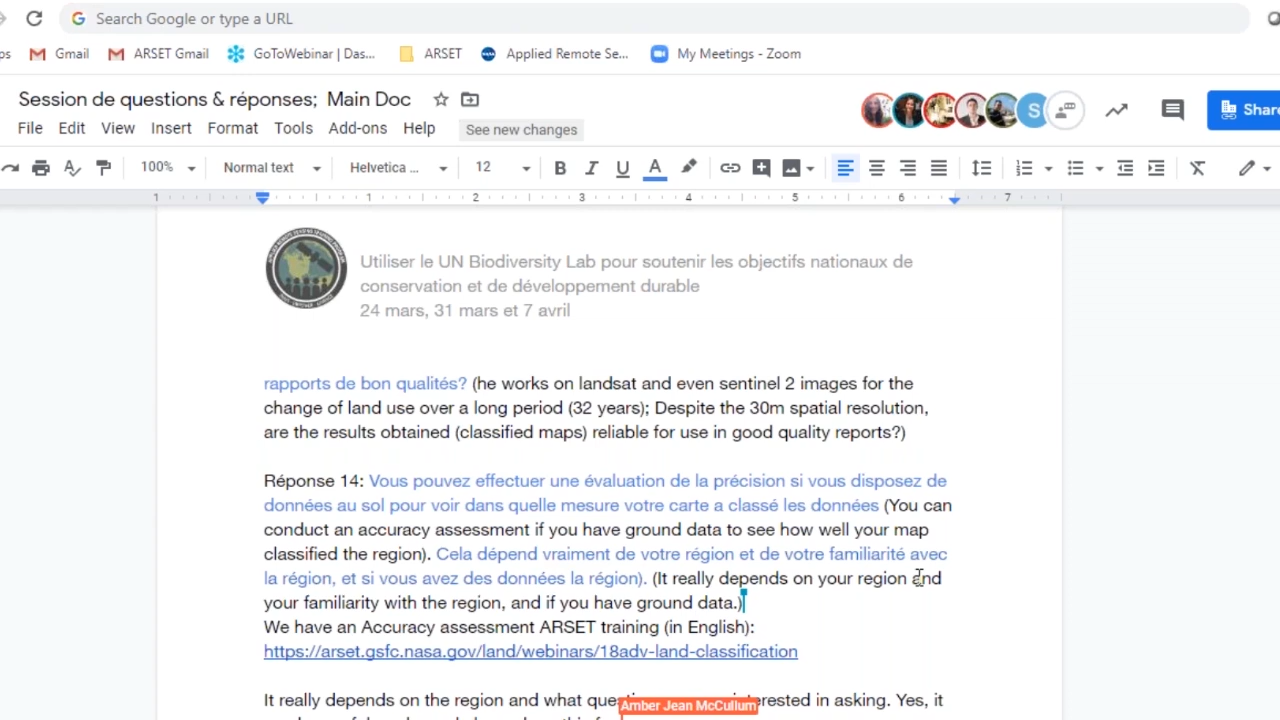 Search Google or type a URL
ps Gmail ARSET Gmail GoToWebinar | Das... ARSET Applied Remote Se... My Meetings - Zoom
Session de questions & réponses; Main Doc
S
Share
File Edit View Insert Format Tools Add-ons Help See new changes
100% Normal text Helvetica ... 12 B I U A
1 1 2 3 4 5 6 7
Utiliser le UN Biodiversity Lab pour soutenir les objectifs nationaux de
conservation et de développement durable
24 mars, 31 mars et 7 avril
rapports de bon qualités? (he works on landsat and even sentinel 2 images for the
change of land use over a long period (32 years); Despite the 30m spatial resolution,
are the results obtained (classified maps) reliable for use in good quality reports?)
Réponse 14: Vous pouvez effectuer une évaluation de la précision si vous disposez de
données au sol pour voir dans quelle mesure votre carte a classé les données (You can
conduct an accuracy assessment if you have ground data to see how well your map
classified the region). Cela dépend vraiment de votre région et de votre familiarité avec
la région, et si vous avez des données la région). (It really depends on your region and
your familiarity with the region, and if you have ground data.)
We have an Accuracy assessment ARSET training (in English):
https://arset.gsfc.nasa.gov/land/webinars/18adv-land-classification
It really depends on the region and what interested in asking. Yes, it
Amber Jean McCullum